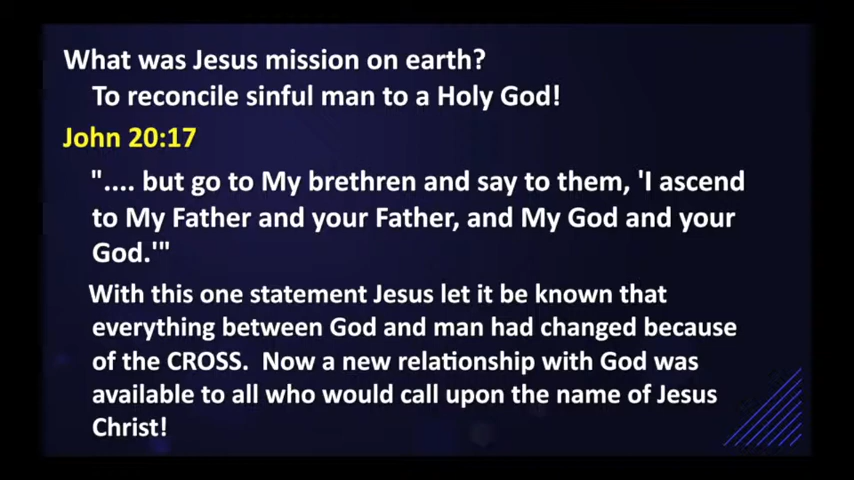 What was Jesus mission on earth?
To reconcile sinful man to a Holy God!
John 20:17
".... but go to My brethren and say to them, 'I ascend
to My Father and your Father, and My God and your
God.'"
With this one statement Jesus let it be known that
everything between God and man had changed because
of the CROSS.  Now a new relationship with God was
available to all who would call upon the name of Jesus
Christ!